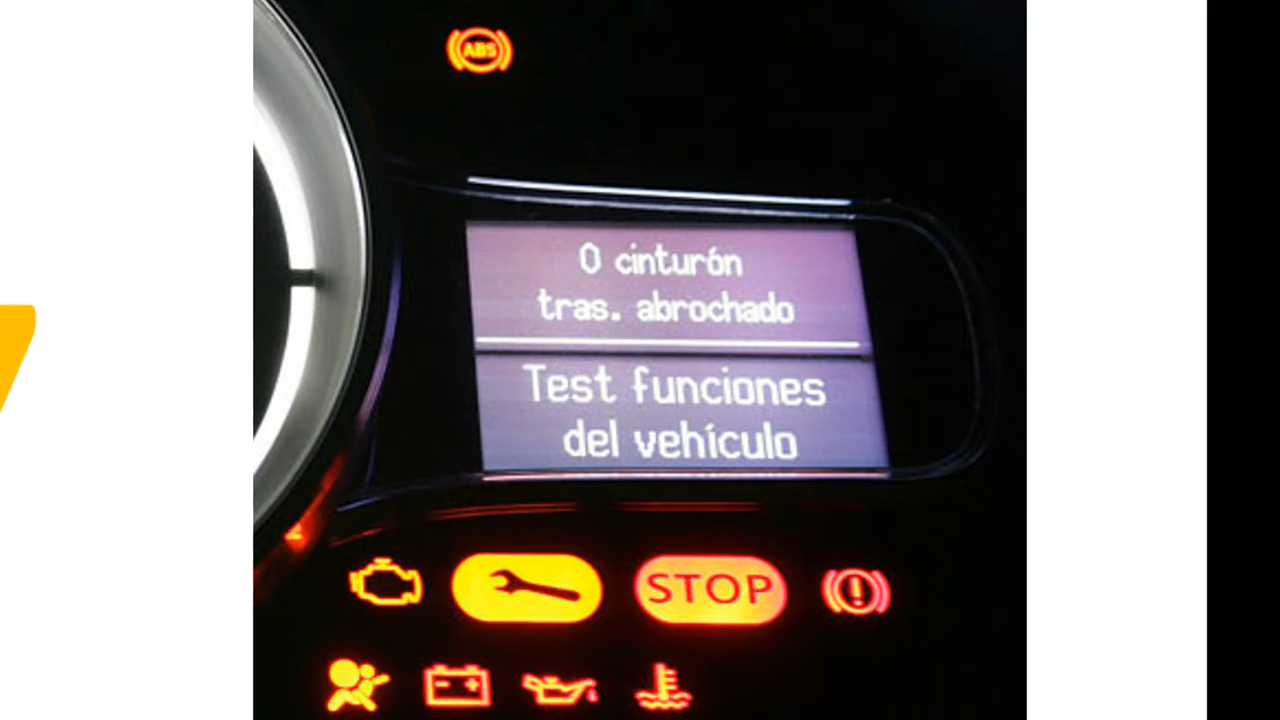 ABS
0 cinturón
tras. abrochado
Test funciones
del vehículo
STOP